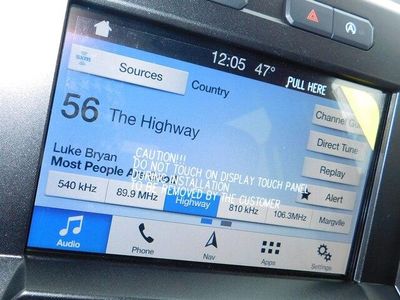 12:05 47°
PULL HERE
sxm
Sources
Country
56 The Highway
Channel
Direct Tune
Replay
Alert
Luke Bryan
Most People A
CAUTION!!!
DO NOT TOUCH ON DISPLAY TOUCH PANEL
DURING INSTALLATION
TO BE REMOVED BY THE CUSTOMER
540 kHz
89.9 MHz
Highway
810 kHz
106.3MHz
Margville
Audio
Phone
Nav
Apps
Settings